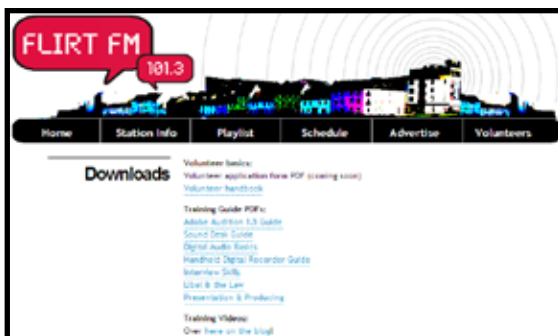 FLIRT FM
101.3
Home Station Info Playlist Schedule Advertise Volunteers
Downloads
Volunteer basics:
Volunteer application form PDF (coming soon)
Volunteer handbook
Training Guide PDFs:
Adobe Audition 1.5 Guide
Sound Desk Guide
Digital Audio Basics
Handheld Digital Recorder Guide
Interview Skills
Libel & the Law
Presentation & Producing
Training Videos:
Over here on the blog!